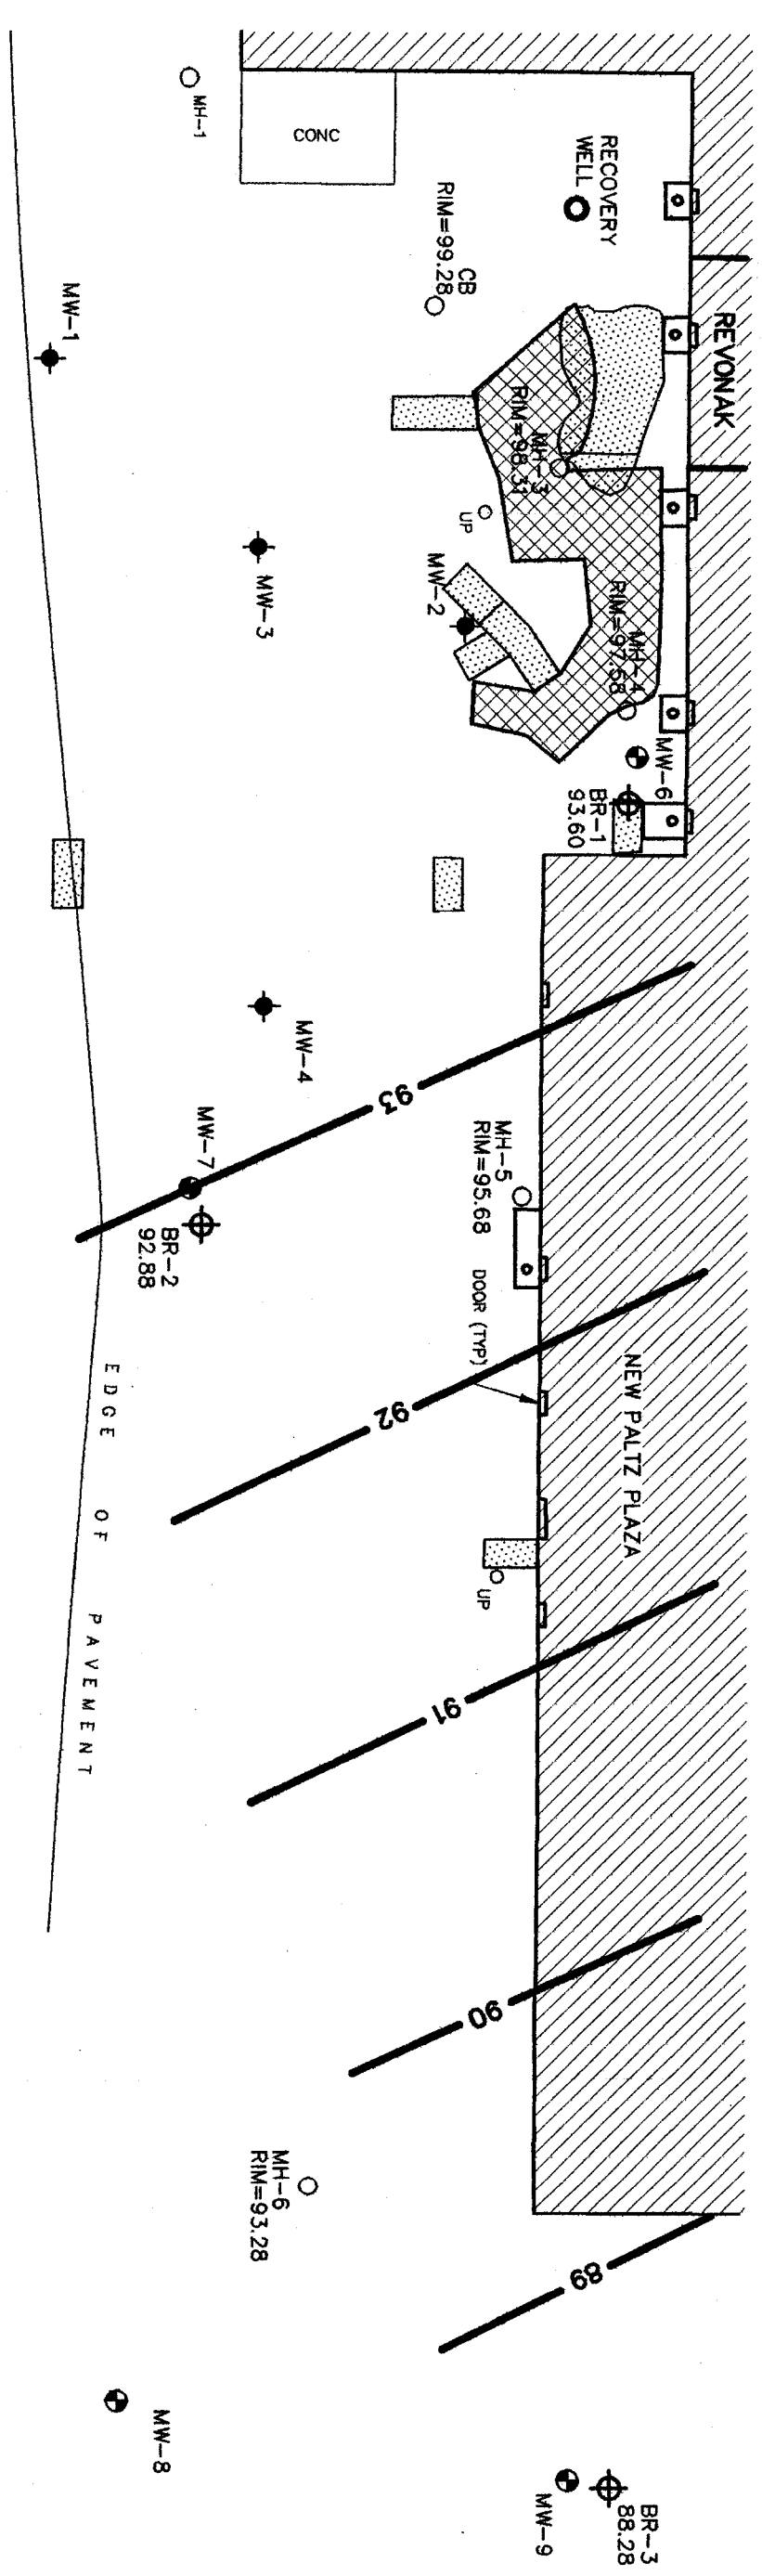 MH-1
CONC
RECOVERY
WELL
CB
RIM=99.28
REVONAK
MW-1
MH-3
RIM=98.31
UP
MW-3
MW-2
MH-4
RIM=97.58
MW-6
BR-1
93.60
MW-4
93
MW-7
BR-2
92.88
MH-5
RIM=95.68
DOOR (TYP)
92
NEW PALTZ PLAZA
EDGE OF PAVEMENT
UP
91
90
MH-6
RIM=93.28
89
MW-8
MW-9
BR-3
88.28